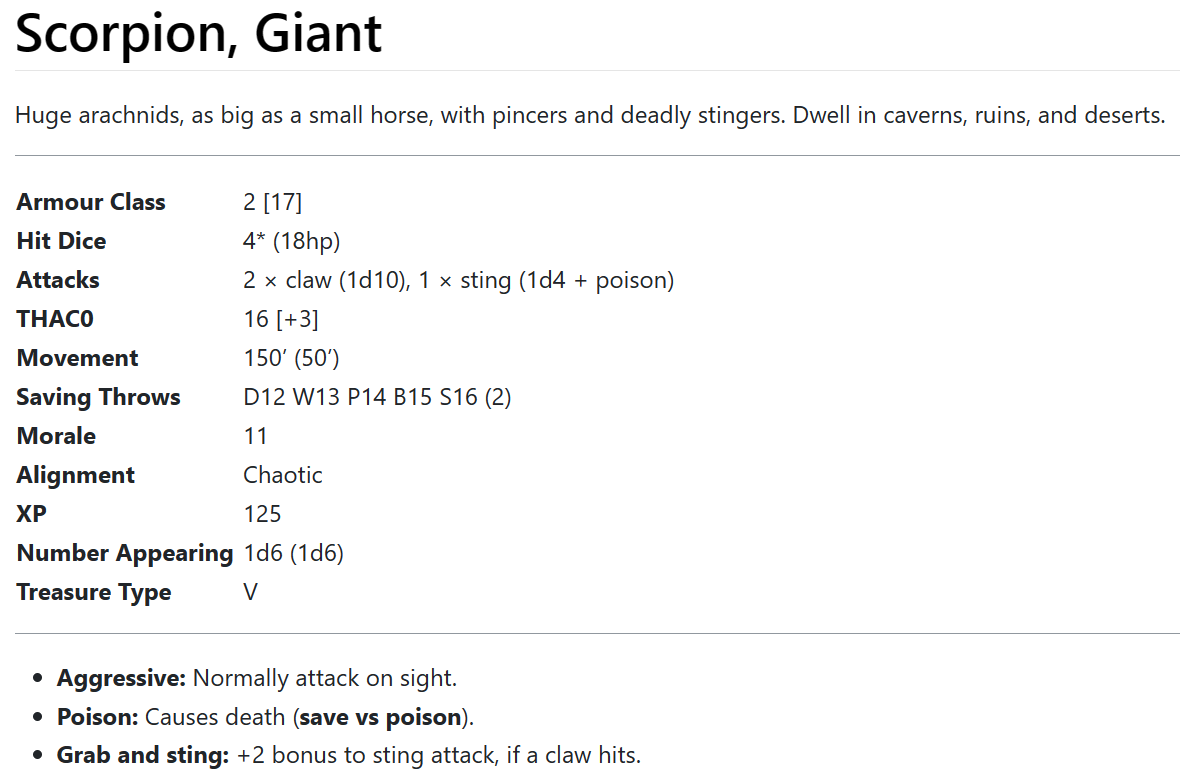 Scorpion, Giant
Huge arachnids, as big as a small horse, with pincers and deadly stingers. Dwell in caverns, ruins, and deserts.
Armour Class 2 [17]
Hit Dice 4* (18hp)
Attacks 2 × claw (1d10), 1 × sting (1d4 + poison)
THAC0 16 [+3]
Movement 150’ (50’)
Saving Throws D12 W13 P14 B15 S16 (2)
Morale 11
Alignment Chaotic
XP 125
Number Appearing 1d6 (1d6)
Treasure Type V
• Aggressive: Normally attack on sight.
• Poison: Causes death (save vs poison).
• Grab and sting: +2 bonus to sting attack, if a claw hits.